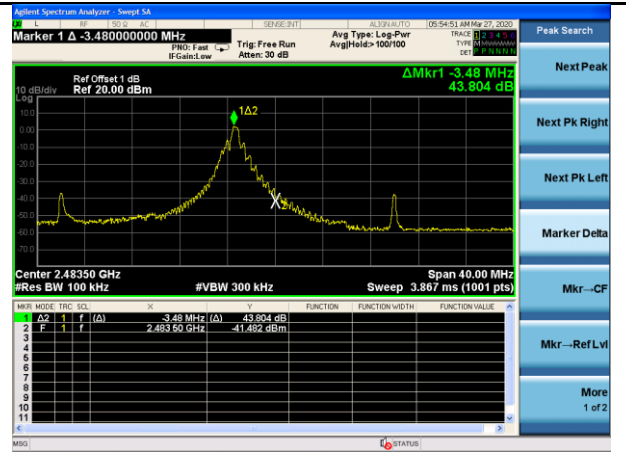 Agilent Spectrum Analyzer - Swept SA
L RF 50 Ω AC SENSE:INT ALIGN AUTO 05:54:51 AM Mar 27, 2020
Marker 1 Δ -3.480000000 MHz
PNO: Fast
IFGain:Low
Trig: Free Run
Atten: 30 dB
Avg Type: Log-Pwr
Avg|Hold:> 100/100
TRACE 1 2 3 4 5 6
TYPE M
DET P N N N N N
Peak Search
Next Peak
Next Pk Right
Next Pk Left
Marker Delta
Mkr→CF
Mkr→Ref Lvl
More
1 of 2
ΔMkr1 -3.48 MHz
43.804 dB
Ref Offset 1 dB
10 dB/div Ref 20.00 dBm
Log
10.0
0.00
-10.0
-20.0
-30.0
-40.0
-50.0
-60.0
-70.0
1Δ2
2
Center 2.48350 GHz Span 40.00 MHz
#Res BW 100 kHz #VBW 300 kHz Sweep 3.867 ms (1001 pts)
MKR MODE TRC SCL X Y FUNCTION FUNCTION WIDTH FUNCTION VALUE
1 Δ2 1 f (Δ) -3.48 MHz (Δ) 43.804 dB
2 F 1 f 2.483 50 GHz -41.482 dBm
3
4
5
6
7
8
9
10
11
MSG STATUS